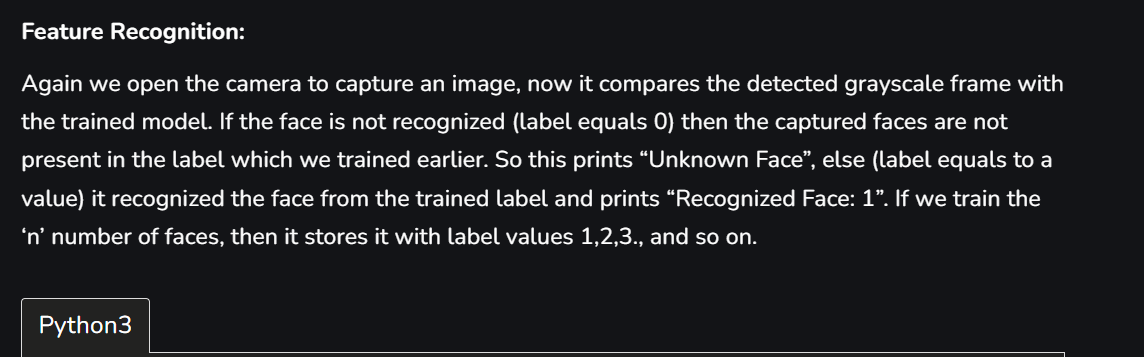 Feature Recognition:
Again we open the camera to capture an image, now it compares the detected grayscale frame with
the trained model. If the face is not recognized (label equals 0) then the captured faces are not
present in the label which we trained earlier. So this prints “Unknown Face”, else (label equals to a
value) it recognized the face from the trained label and prints “Recognized Face: 1”. If we train the
‘n’ number of faces, then it stores it with label values 1,2,3., and so on.
Python3